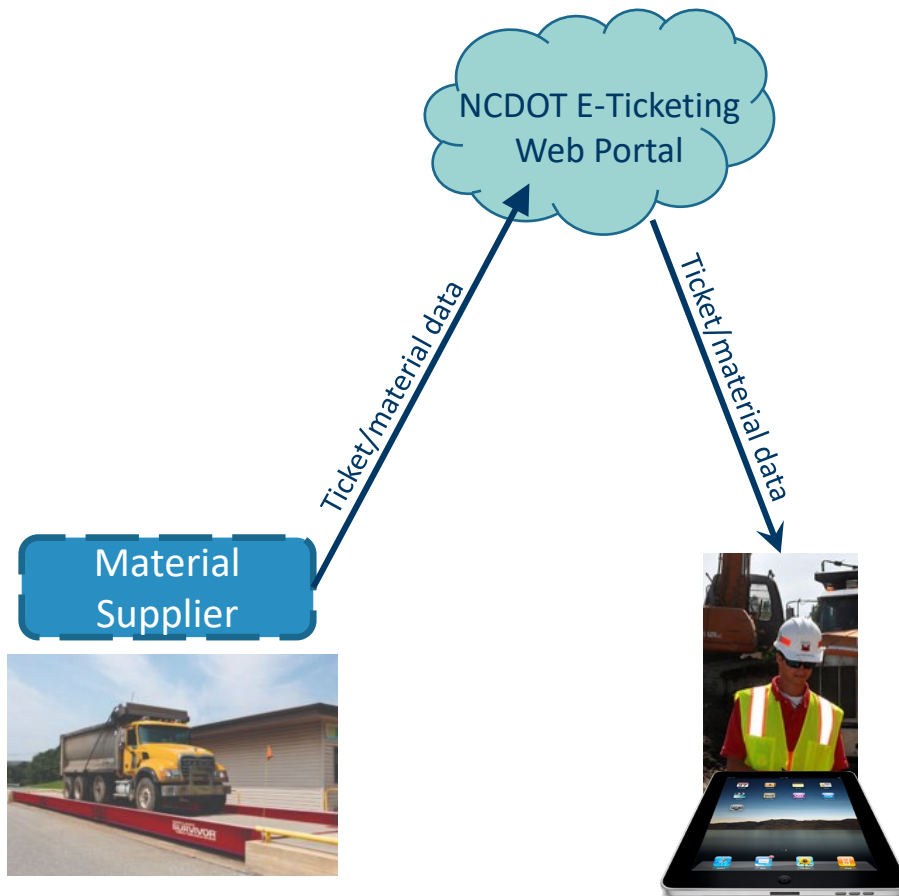 NCDOT E-Ticketing
Web Portal
Ticket/material data
Ticket/material data
Material
Supplier
SURVIVOR